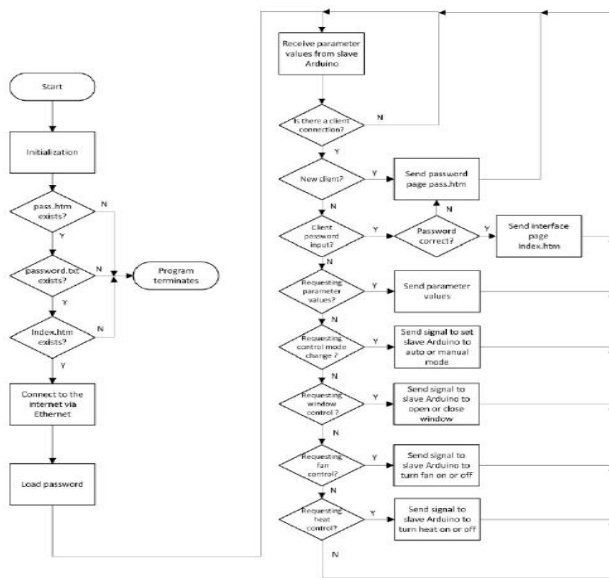 Start
Initialization
pass.htm
exists?
N
Y
password.txt
exists?
N
Y
Index.htm
exists?
N
Y
Program
terminates
Connect to the
internet via
Ethernet
Load password
Receive parameter
values from slave
Arduino
Is there a client
connection?
N
Y
New client?
Y
Send password
page pass.htm
N
N
Client
password
input?
Y
Password
correct?
Y
Send interface
page
index.htm
N
Requesting
parameter
values?
Y
Send parameter
values
N
Requesting
control mode
change ?
Y
Send signal to set
slave Arduino to
auto or manual
mode
N
Requesting
window
control ?
Y
Send signal to
slave Arduino to
open or close
window
N
Requesting
fan
control?
Y
Send signal to
slave Arduino to
turn fan on or off
N
Requesting
heat
control?
Y
Send signal to
slave Arduino to
turn heat on or off
N